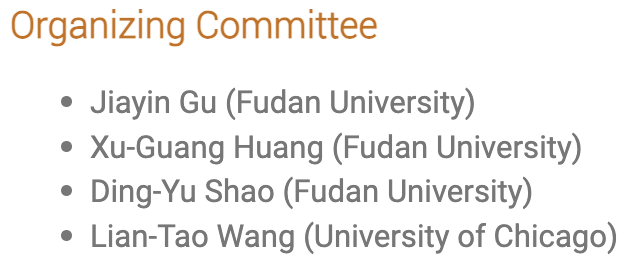 Organizing Committee
• Jiayin Gu (Fudan University)
• Xu-Guang Huang (Fudan University)
• Ding-Yu Shao (Fudan University)
• Lian-Tao Wang (University of Chicago)